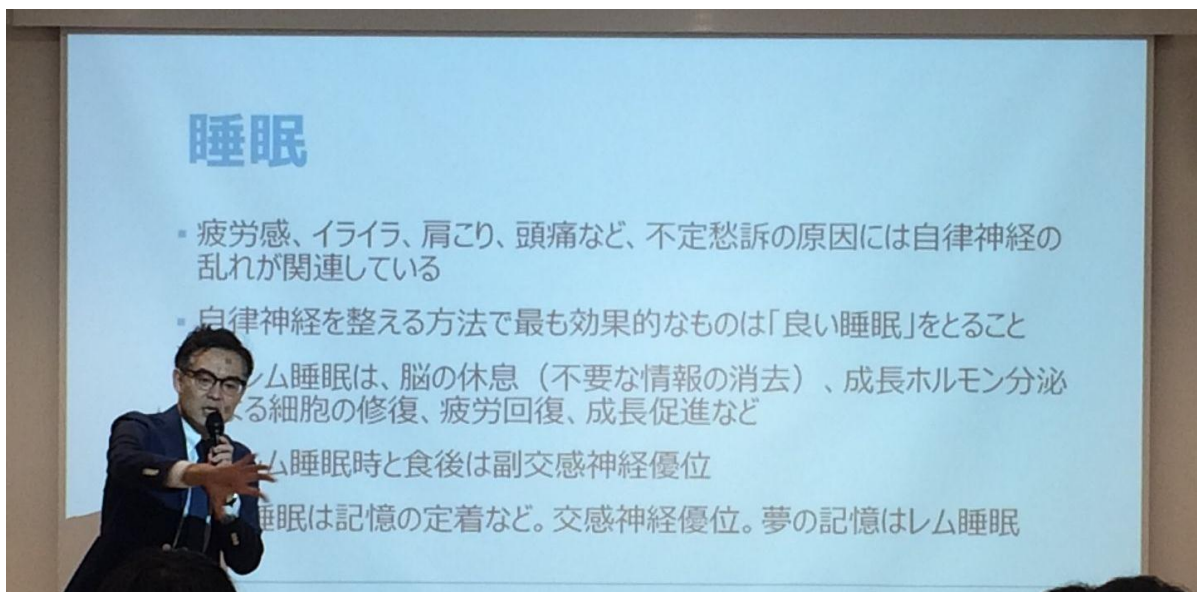 睡眠
疲労感、イライラ、肩こり、頭痛など、不定愁訴の原因には自律神経の
乱れが関連している
自律神経を整える方法で最も効果的なものは「良い睡眠」をとること
レム睡眠は、脳の休息（不要な情報の消去）、成長ホルモン分泌
よる細胞の修復、疲労回復、成長促進など
ム睡眠時と食後は副交感神経優位
睡眠は記憶の定着など。交感神経優位。夢の記憶はレム睡眠